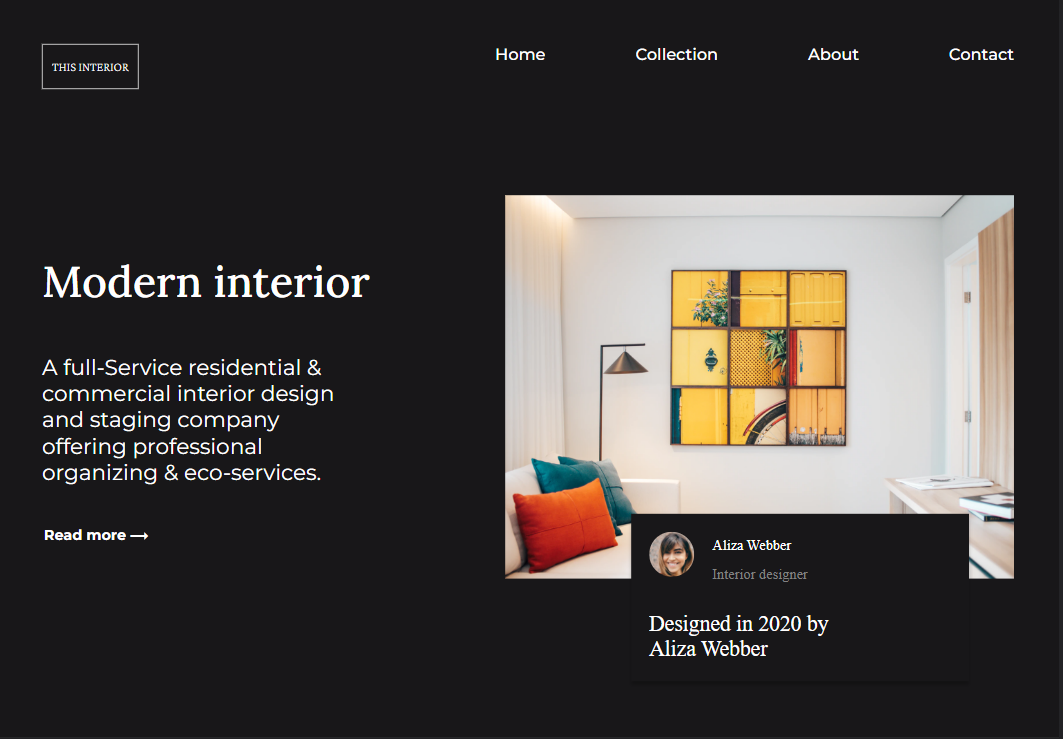 THIS INTERIOR
Home
Collection
About
Contact
Modern interior
A full-Service residential &
commercial interior design
and staging company
offering professional
organizing & eco-services.
Read more ⟶
Aliza Webber
Interior designer
Designed in 2020 by
Aliza Webber